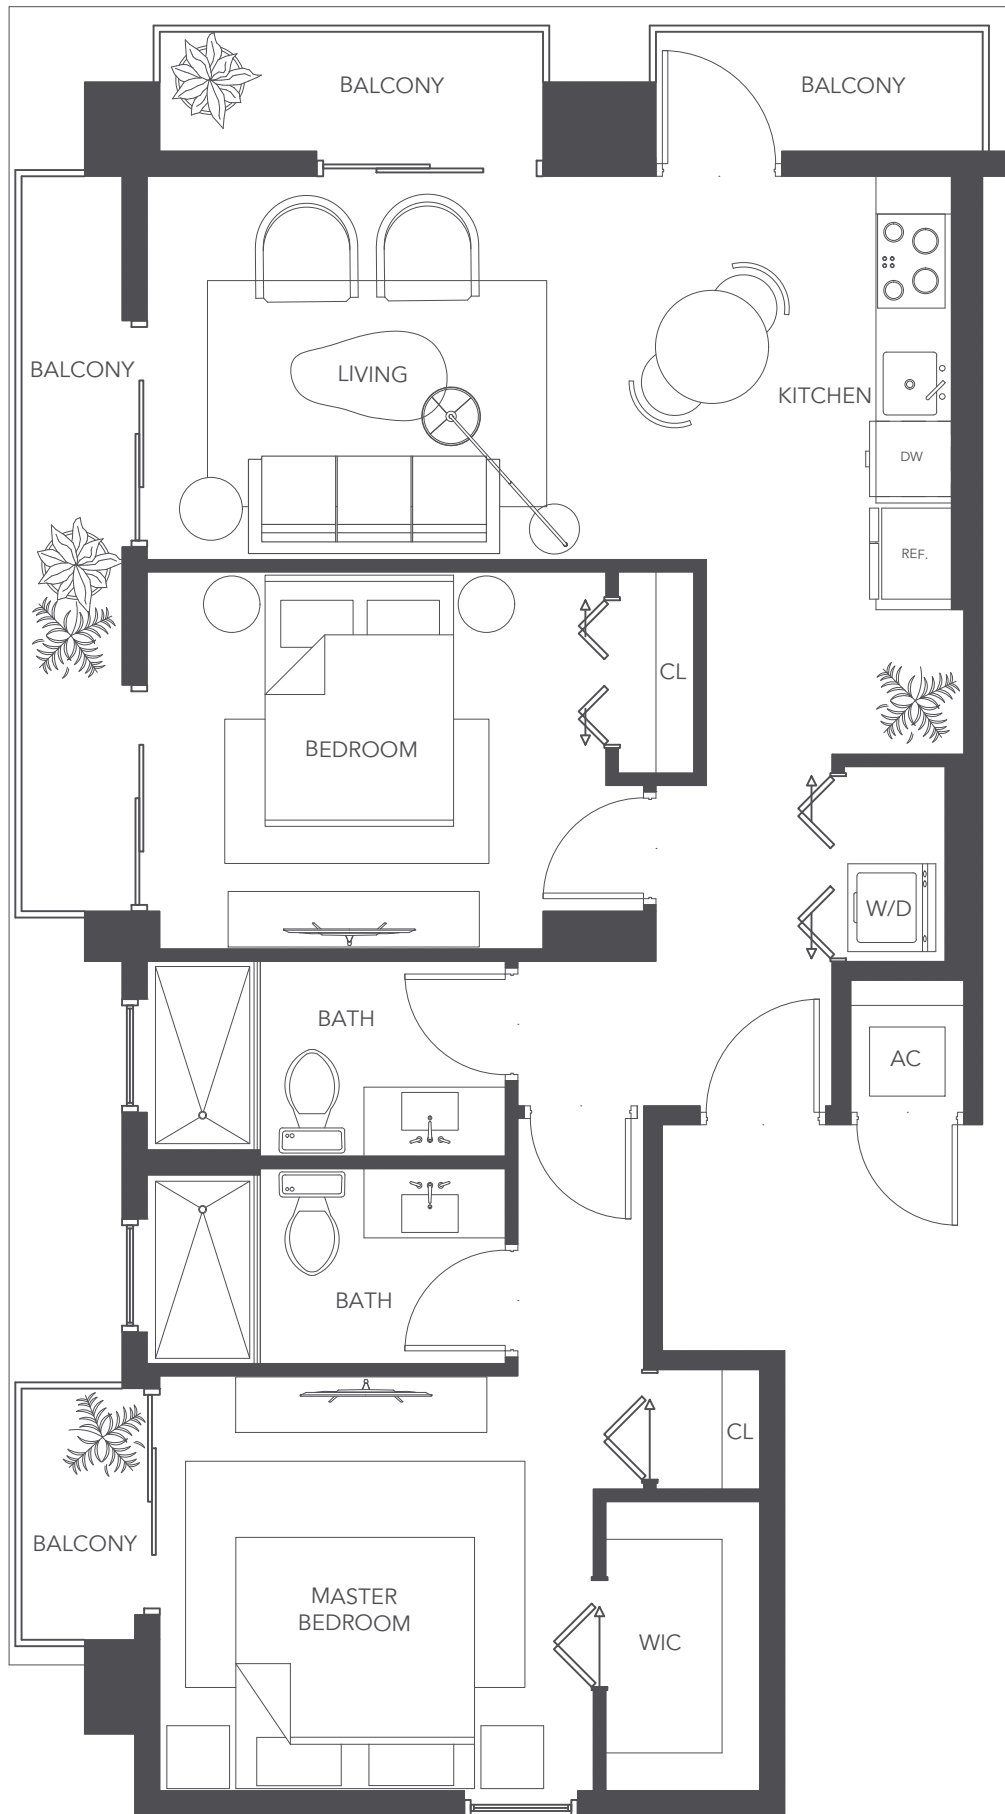 BALCONY
BALCONY
BALCONY
LIVING
KITCHEN
DW
REF.
CL
BEDROOM
W/D
BATH
AC
BATH
CL
BALCONY
MASTER
BEDROOM
WIC